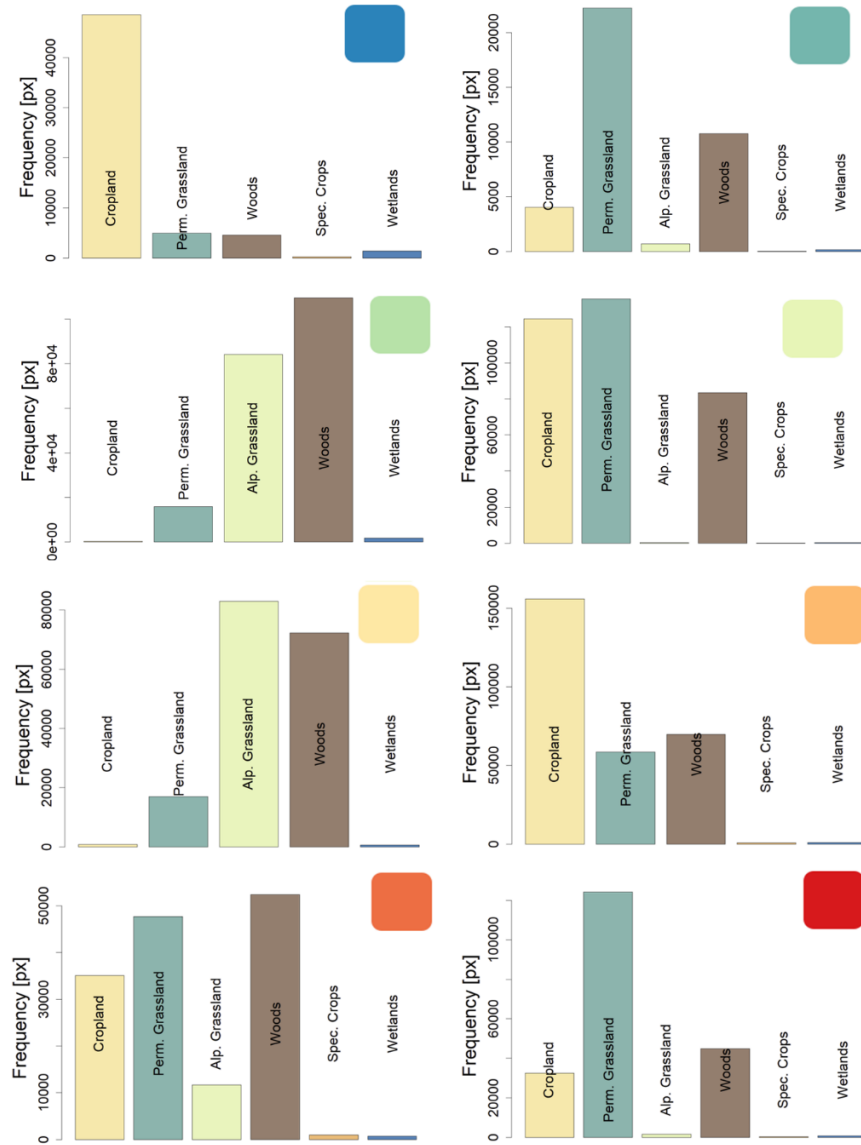 Frequency [px]
0
10000
20000
30000
40000
Cropland
Perm. Grassland
Woods
Spec. Crops
Wetlands
Frequency [px]
0
5000
10000
15000
20000
Cropland
Perm. Grassland
Alp. Grassland
Woods
Spec. Crops
Wetlands
Frequency [px]
0e+00
4e+04
8e+04
Cropland
Perm. Grassland
Alp. Grassland
Woods
Wetlands
Frequency [px]
0
20000
60000
100000
Cropland
Perm. Grassland
Alp. Grassland
Woods
Spec. Crops
Wetlands
Frequency [px]
0
20000
40000
60000
80000
Cropland
Perm. Grassland
Alp. Grassland
Woods
Wetlands
Frequency [px]
0
50000
100000
150000
Cropland
Perm. Grassland
Woods
Spec. Crops
Wetlands
Frequency [px]
0
10000
30000
50000
Cropland
Perm. Grassland
Alp. Grassland
Woods
Spec. Crops
Wetlands
Frequency [px]
0
20000
60000
100000
Cropland
Perm. Grassland
Alp. Grassland
Woods
Spec. Crops
Wetlands